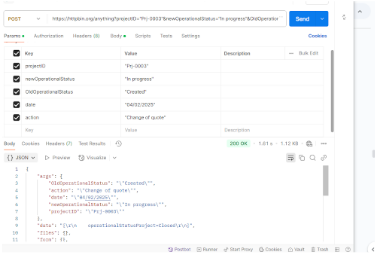 POST https://httpbin.org/anything?projectID="Prj-0003"&newOperationalStatus="In progress"&OldOperation Send
Params Authorization Headers (8) Body Scripts Tests Settings Cookies
Key Value Description Bulk Edit
projectID "Prj-0003"
newOperationalStatus "In progress"
OldOperationalStatus "Created"
date "04/02/2025"
action "Change of quote"
Key Value Description
Body Cookies Headers (7) Test Results 200 OK 1.01 s 1.12 KB
{} JSON Preview Visualize
1 {
2 "args": {
3 "OldOperationalStatus": "\"Created\"",
4 "action": "\"Change of quote\"",
5 "date": "\"04/02/2025\"",
6 "newOperationalStatus": "\"In progress\"",
7 "projectID": "\"Prj-0003\""
8 },
9 "data": "{\r\n    operationalStatusProject=Closed\r\n}",
10 "files": {},
11 "form": {},
Postbot Runner Start Proxy Cookies Vault Trash